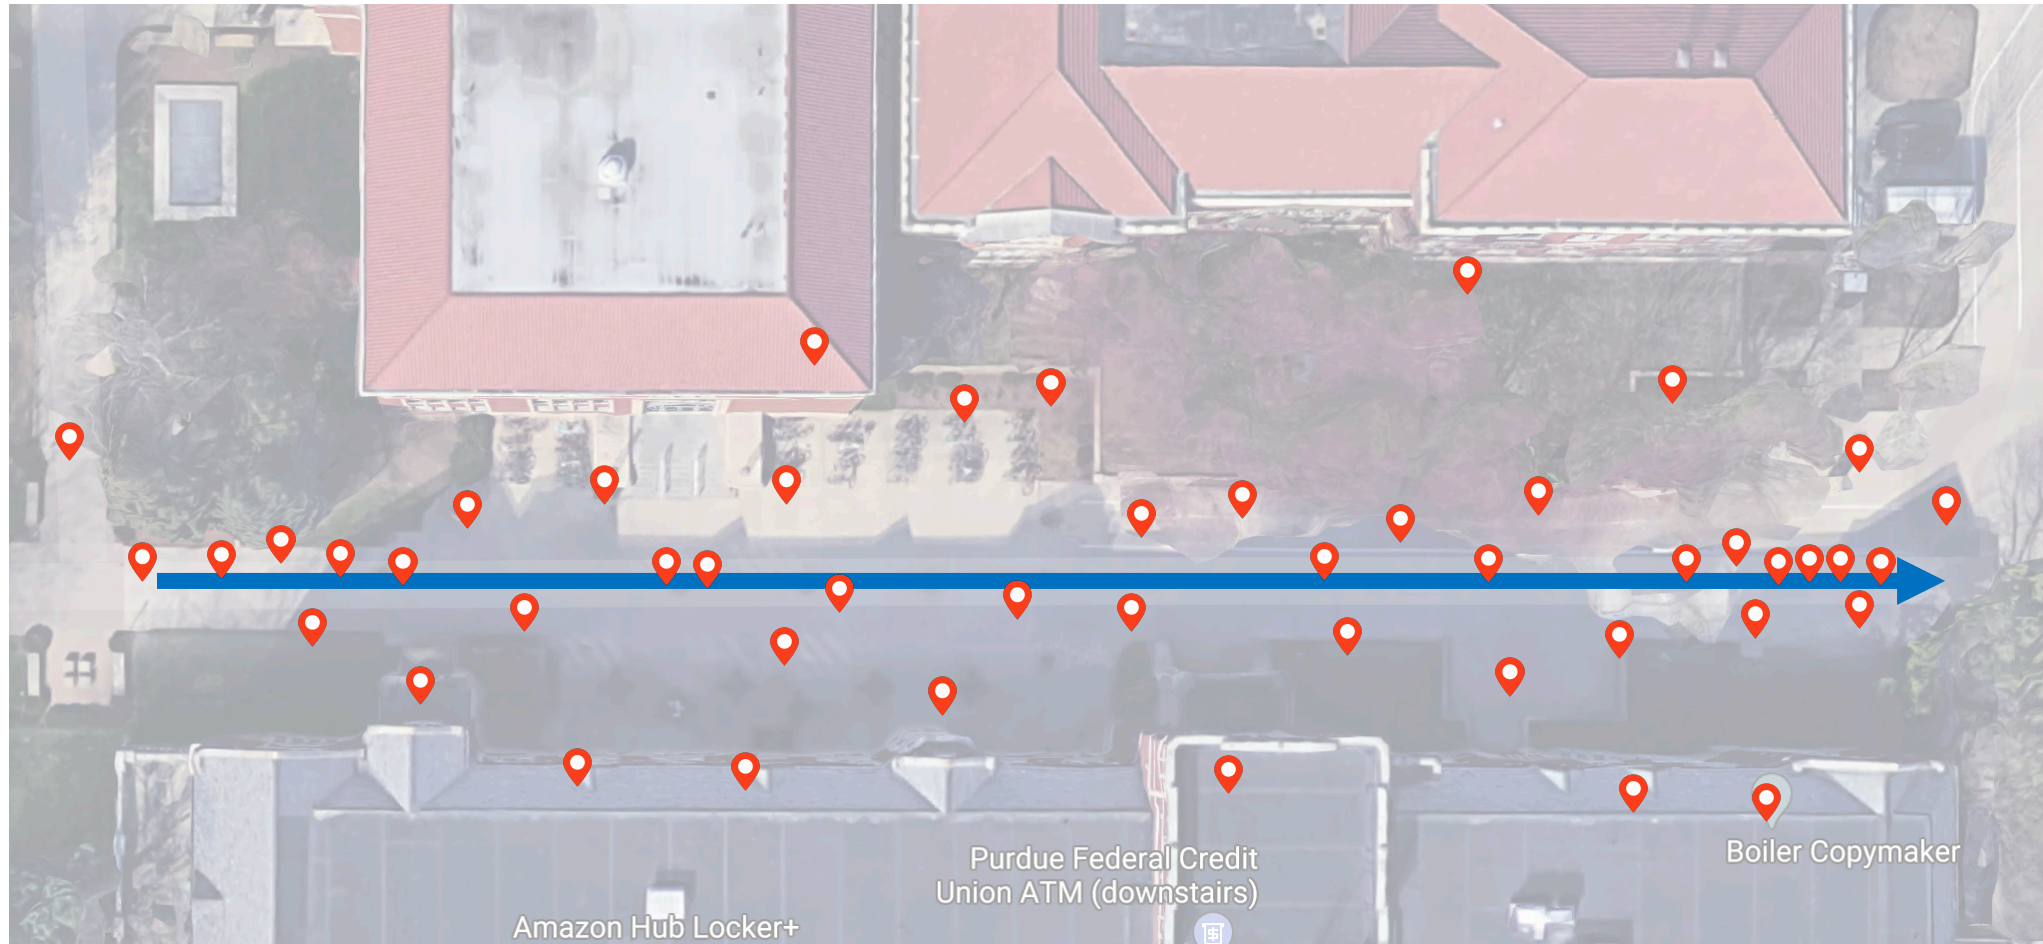 Purdue Federal Credit
Union ATM (downstairs)
Boiler Copymaker
Amazon Hub Locker+
$